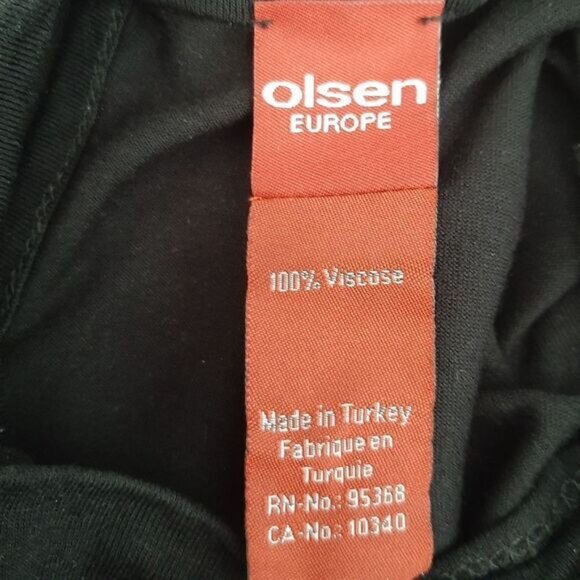 olsen
EUROPE
100% Viscose
Made in Turkey
Fabrique en
Turquie
RN-No.: 95368
CA-No.: 10340